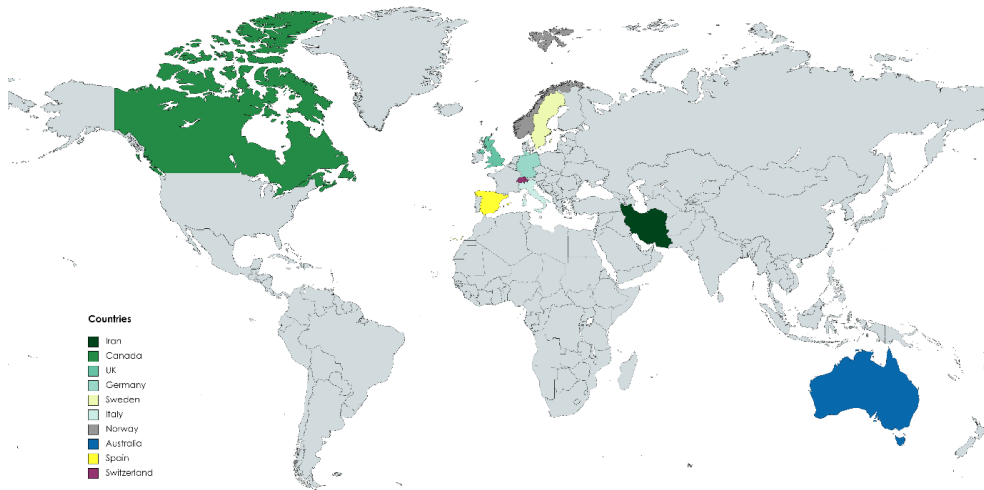 Countries
Iran
Canada
UK
Germany
Sweden
Italy
Norway
Australia
Spain
Switzerland